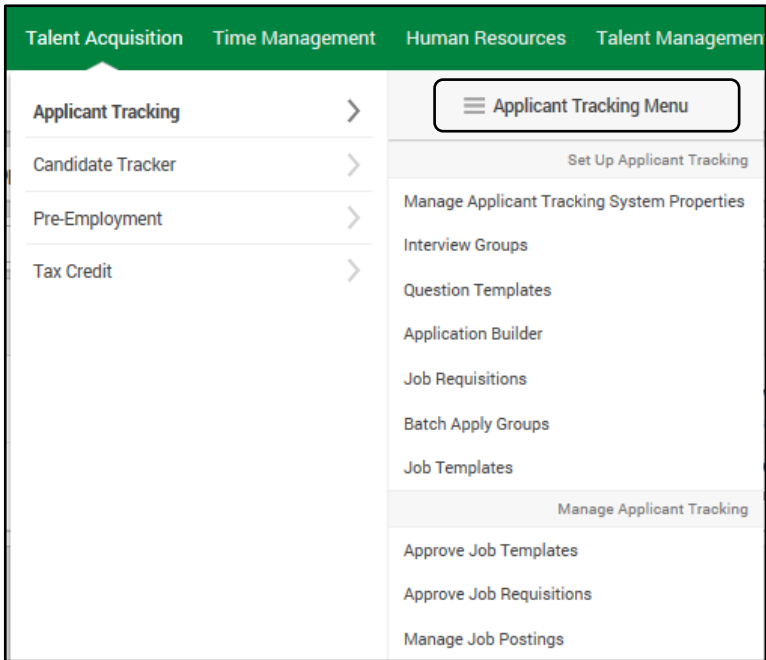 Talent Acquisition Time Management Human Resources Talent Managemen
Applicant Tracking
Candidate Tracker
Pre-Employment
Tax Credit
Applicant Tracking Menu
Set Up Applicant Tracking
Manage Applicant Tracking System Properties
Interview Groups
Question Templates
Application Builder
Job Requisitions
Batch Apply Groups
Job Templates
Manage Applicant Tracking
Approve Job Templates
Approve Job Requisitions
Manage Job Postings